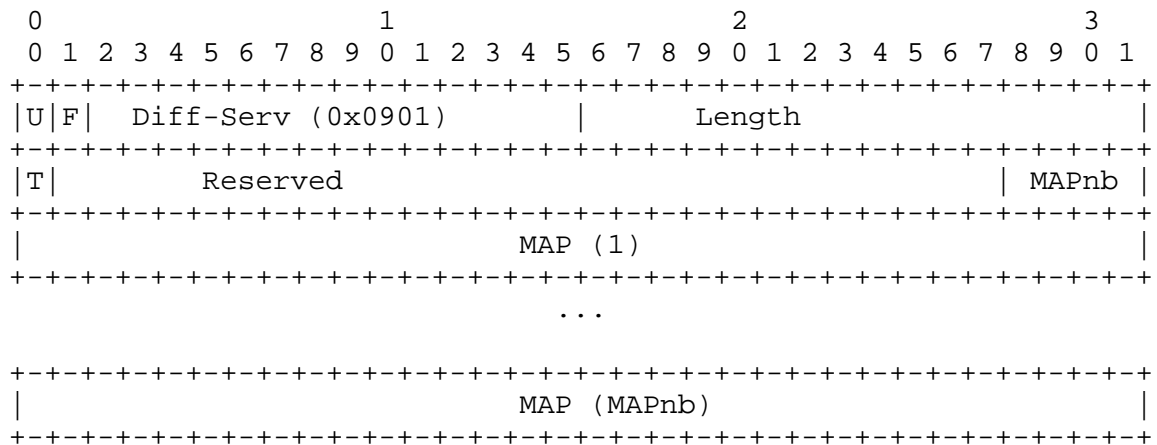 0                   1                   2                   3
 0 1 2 3 4 5 6 7 8 9 0 1 2 3 4 5 6 7 8 9 0 1 2 3 4 5 6 7 8 9 0 1
+-+-+-+-+-+-+-+-+-+-+-+-+-+-+-+-+-+-+-+-+-+-+-+-+-+-+-+-+-+-+-+-+
|U|F|  Diff-Serv (0x0901)       |      Length                   |
+-+-+-+-+-+-+-+-+-+-+-+-+-+-+-+-+-+-+-+-+-+-+-+-+-+-+-+-+-+-+-+-+
|T|        Reserved                                     | MAPnb |
+-+-+-+-+-+-+-+-+-+-+-+-+-+-+-+-+-+-+-+-+-+-+-+-+-+-+-+-+-+-+-+-+
|                            MAP (1)                            |
+-+-+-+-+-+-+-+-+-+-+-+-+-+-+-+-+-+-+-+-+-+-+-+-+-+-+-+-+-+-+-+-+
                               ...
+-+-+-+-+-+-+-+-+-+-+-+-+-+-+-+-+-+-+-+-+-+-+-+-+-+-+-+-+-+-+-+-+
|                            MAP (MAPnb)                        |
+-+-+-+-+-+-+-+-+-+-+-+-+-+-+-+-+-+-+-+-+-+-+-+-+-+-+-+-+-+-+-+-+